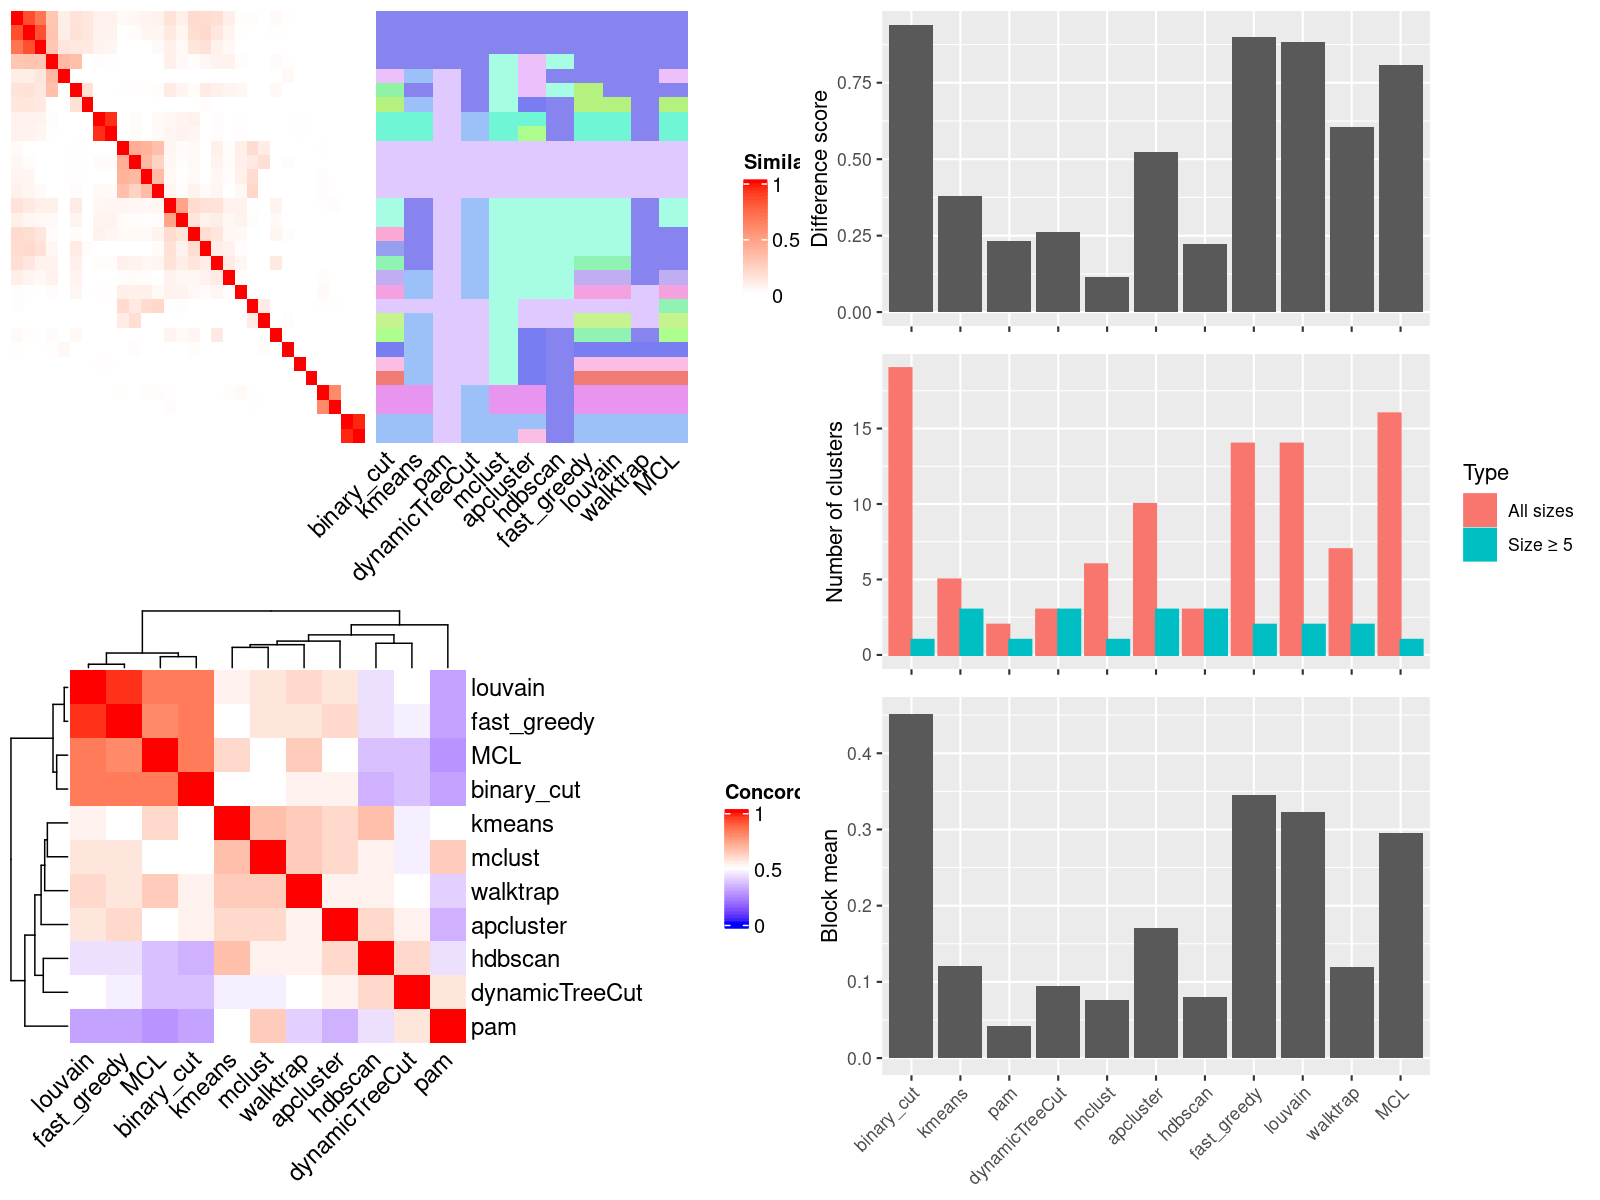 Simila
1
0.5
0
binary_cut
kmeans
pam
dynamicTreeCut
mclust
apcluster
hdbscan
fast_greedy
louvain
walktrap
MCL
louvain
fast_greedy
MCL
binary_cut
kmeans
mclust
walktrap
apcluster
hdbscan
dynamicTreeCut
pam
louvain
fast_greedy
MCL
binary_cut
kmeans
mclust
walktrap
apcluster
hdbscan
dynamicTreeCut
pam
Concord
1
0.5
0
Difference score
0.75
0.50
0.25
0.00
Number of clusters
15
10
5
0
Type
All sizes
Size ≥ 5
Block mean
0.4
0.3
0.2
0.1
0.0
binary_cut
kmeans
pam
dynamicTreeCut
mclust
apcluster
hdbscan
fast_greedy
louvain
walktrap
MCL